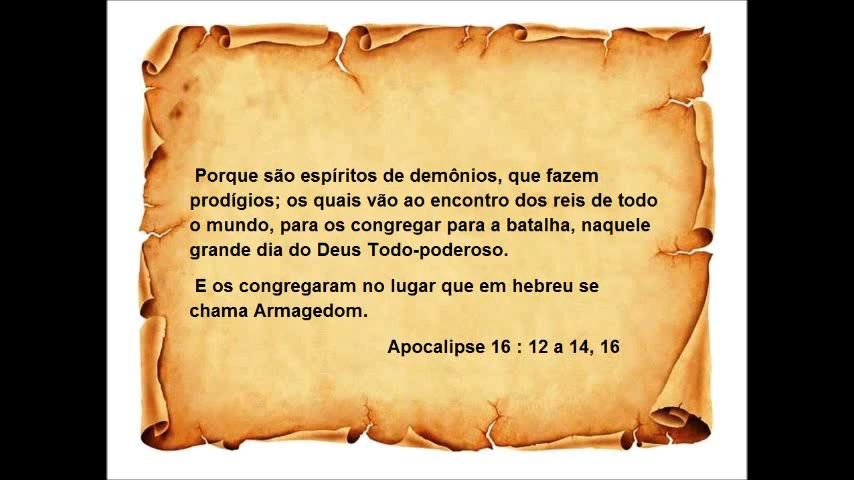 Porque são espíritos de demônios, que fazem
prodígios; os quais vão ao encontro dos reis de todo
o mundo, para os congregar para a batalha, naquele
grande dia do Deus Todo-poderoso.
E os congregaram no lugar que em hebreu se
chama Armagedom.
Apocalipse 16 : 12 a 14, 16